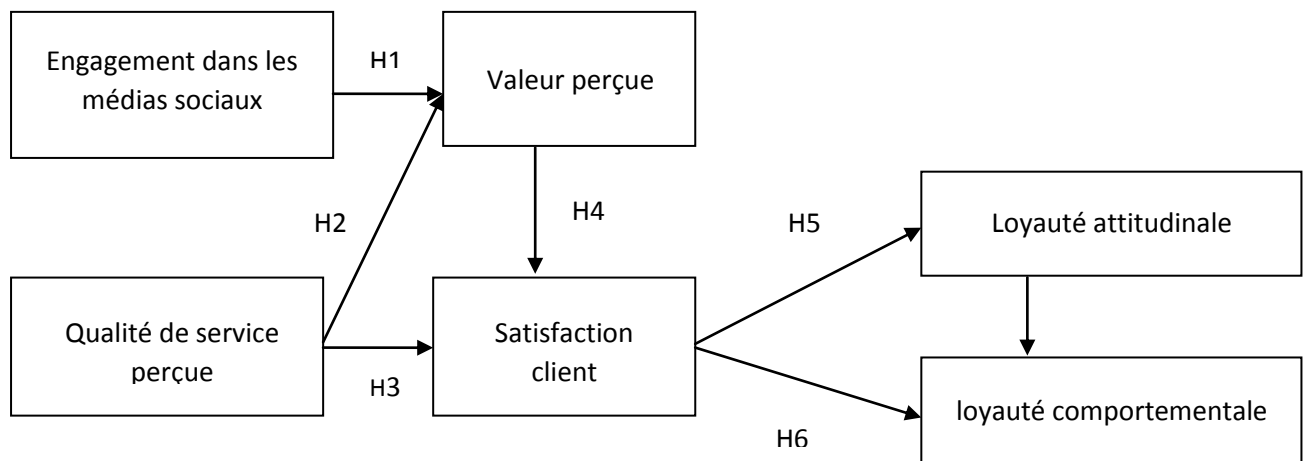 Engagement dans les
médias sociaux
H1
Valeur perçue
H2
H4
H5
Loyauté attitudinale
Qualité de service
perçue
H3
Satisfaction
client
H6
loyauté comportementale